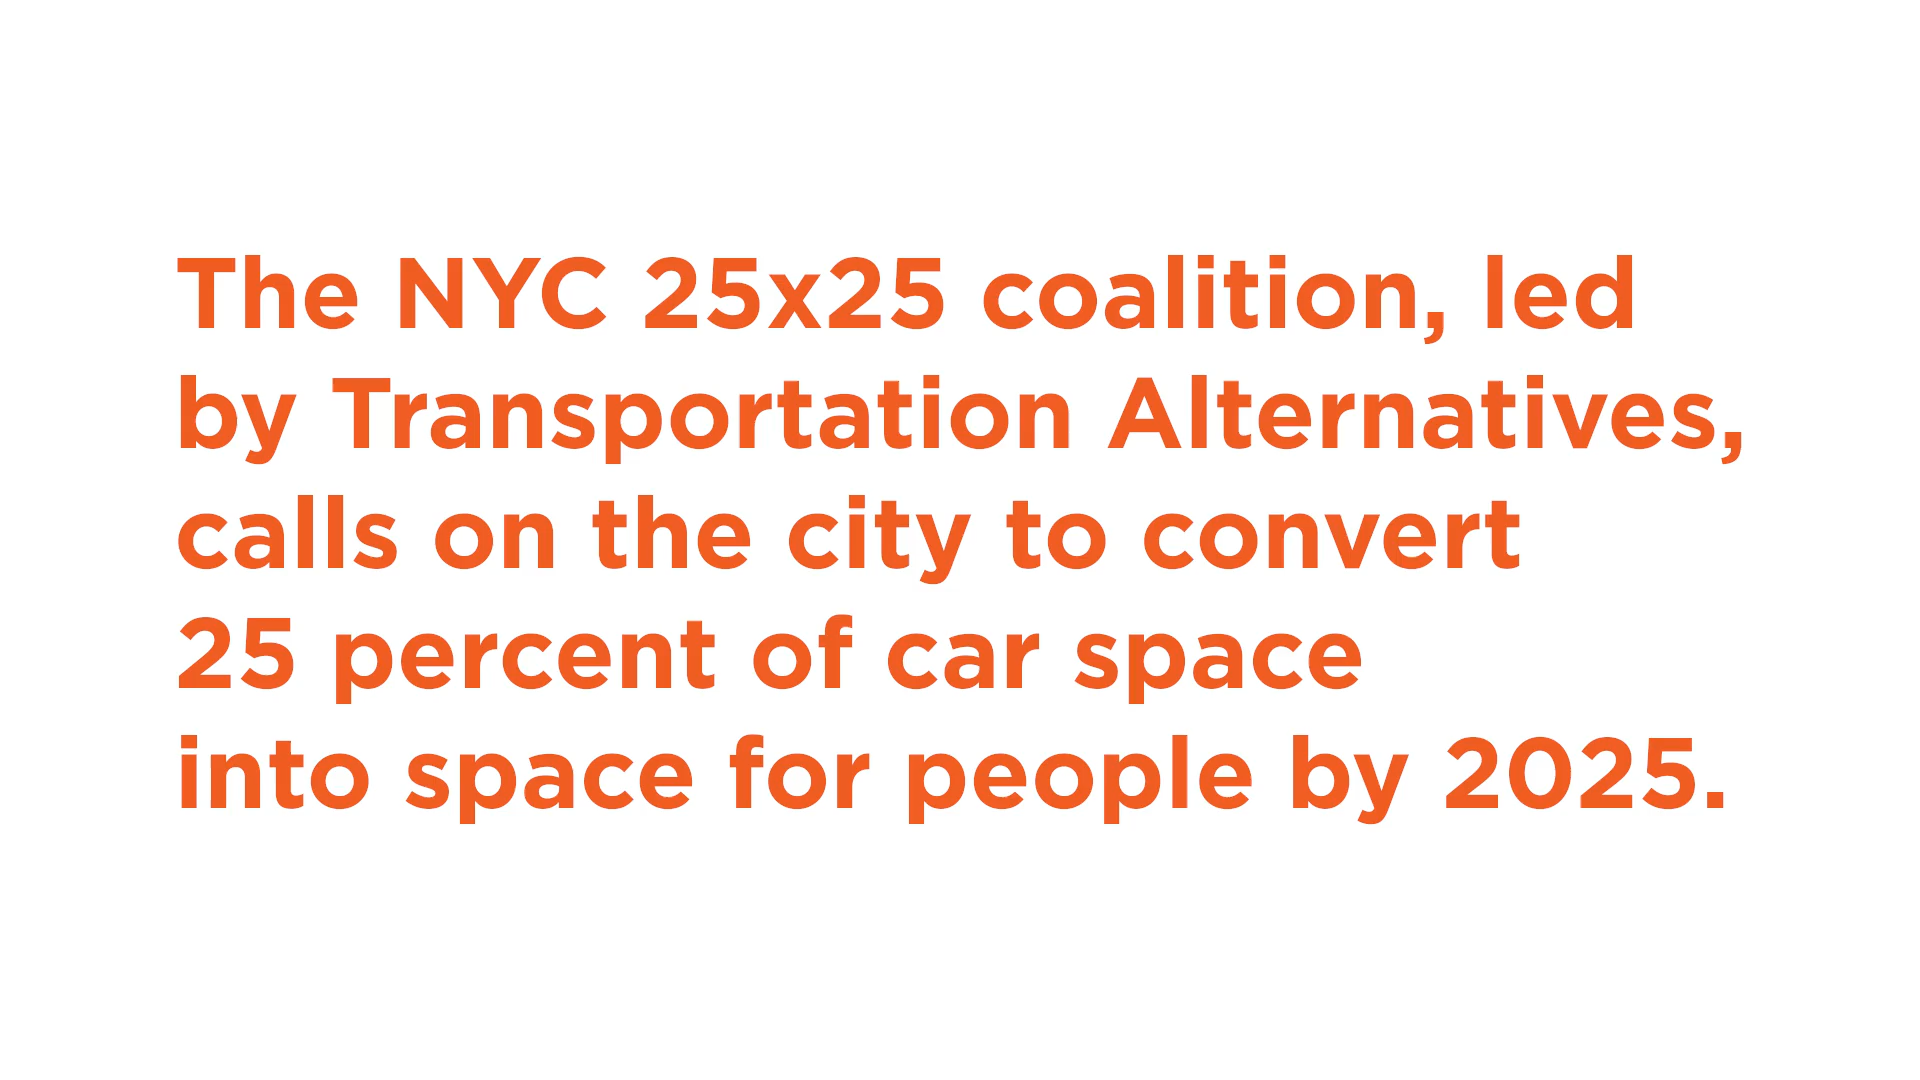 The NYC 25x25 coalition, led
by Transportation Alternatives,
calls on the city to convert
25 percent of car space
into space for people by 2025.